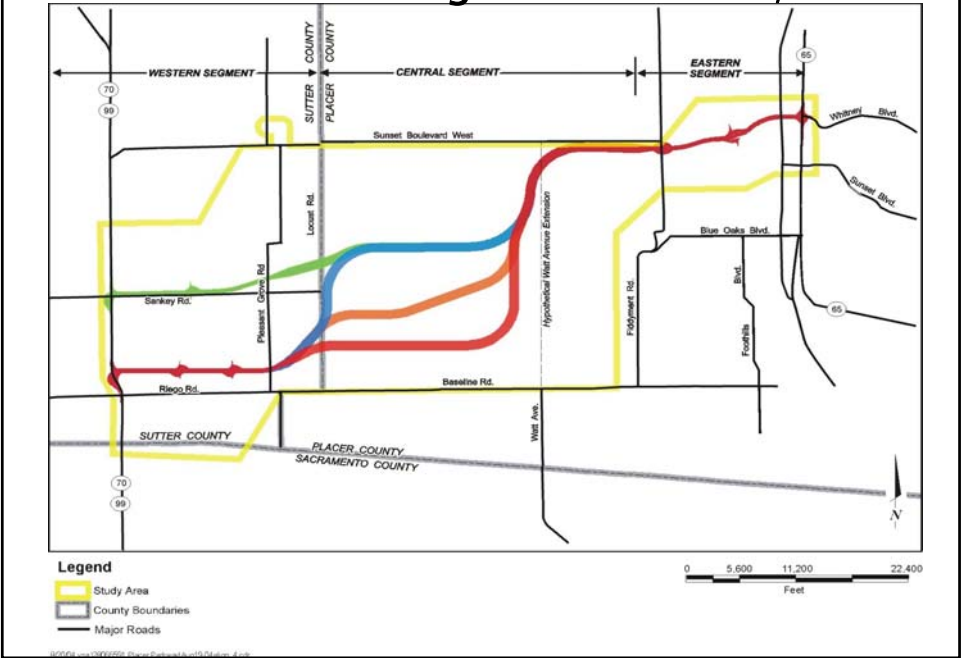 70
99
WESTERN SEGMENT
SUTTER COUNTY
PLACER COUNTY
CENTRAL SEGMENT
EASTERN
SEGMENT
65
Whitney Blvd.
Sunset Boulevard West
Sunset Blvd.
Locust Rd.
Blue Oaks Blvd.
Hypothetical Watt Avenue Extension
Pleasant Grove Rd
Sankey Rd.
Fiddyment Rd.
Foothills Blvd.
65
Riego Rd.
Baseline Rd.
Watt Ave.
SUTTER COUNTY
PLACER COUNTY
SACRAMENTO COUNTY
70
99
N
Legend
Study Area
County Boundaries
Major Roads
0 5,600 11,200 22,400
Feet